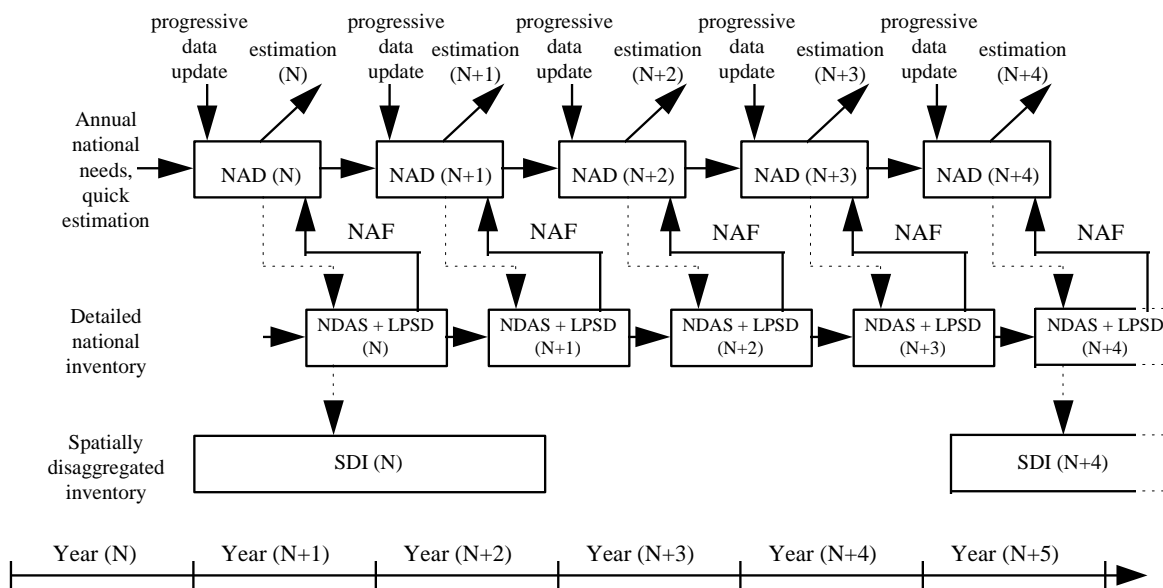 progressive
data
update
estimation
(N)
progressive
data
update
estimation
(N+1)
progressive
data
update
estimation
(N+2)
progressive
data
update
estimation
(N+3)
progressive
data
update
estimation
(N+4)
Annual
national
needs,
quick
estimation
NAD (N)
NAD (N+1)
NAD (N+2)
NAD (N+3)
NAD (N+4)
NAF
NAF
NAF
NAF
NAF
Detailed
national
inventory
NDAS + LPSD
(N)
NDAS + LPSD
(N+1)
NDAS + LPSD
(N+2)
NDAS + LPSD
(N+3)
NDAS + LPSD
(N+4)
Spatially
disaggregated
inventory
SDI (N)
SDI (N+4)
Year (N)
Year (N+1)
Year (N+2)
Year (N+3)
Year (N+4)
Year (N+5)